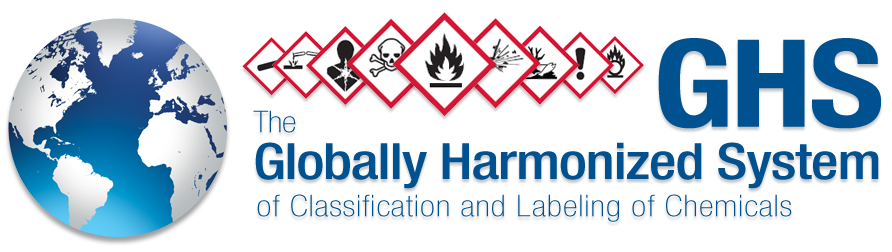 GHS
The
Globally Harmonized System
of Classification and Labeling of Chemicals